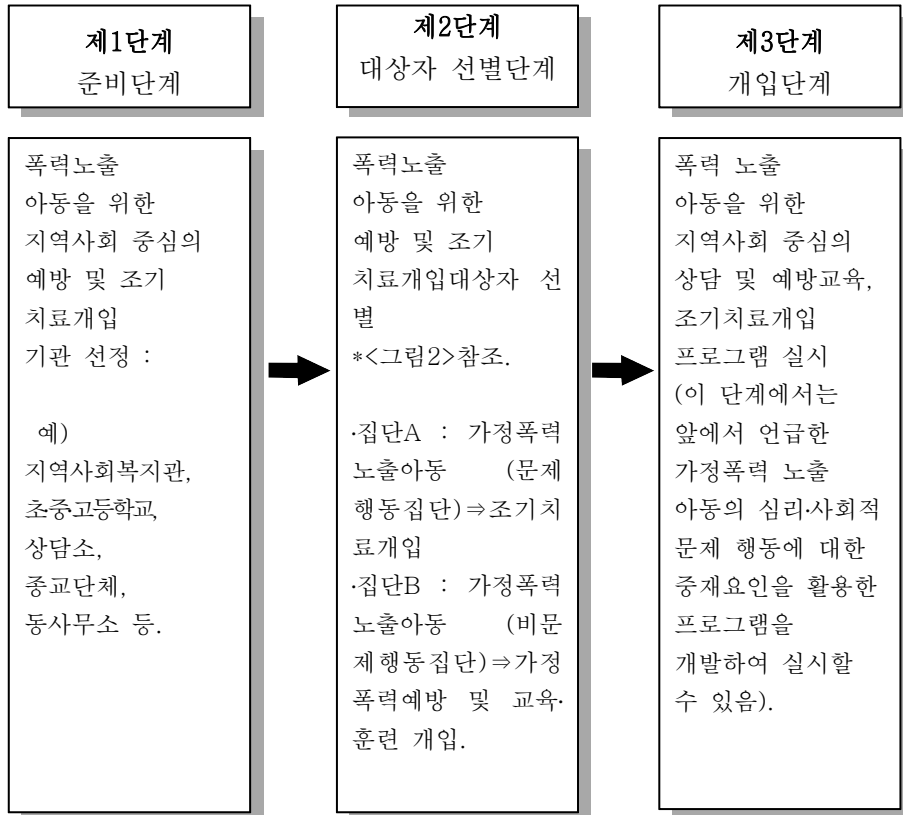 제1단계
준비단계
제2단계
대상자 선별단계
제3단계
개입단계
폭력노출
아동을 위한
지역사회 중심의
예방 및 조기
치료개입
기관 선정 :
예)
지역사회복지관,
초·중·고등학교,
상담소,
종교단체,
동사무소 등.
폭력노출
아동을 위한
예방 및 조기
치료개입대상자 선
별
*<그림2>참조.
·집단A : 가정폭력
노출아동 (문제
행동집단)⇒조기치
료개입
·집단B : 가정폭력
노출아동 (비문
제행동집단)⇒가정
폭력예방 및 교육·
훈련 개입.
폭력 노출
아동을 위한
지역사회 중심의
상담 및 예방교육,
조기치료개입
프로그램 실시
(이 단계에서는
앞에서 언급한
가정폭력 노출
아동의 심리·사회적
문제 행동에 대한
중재요인을 활용한
프로그램을
개발하여 실시할
수 있음).